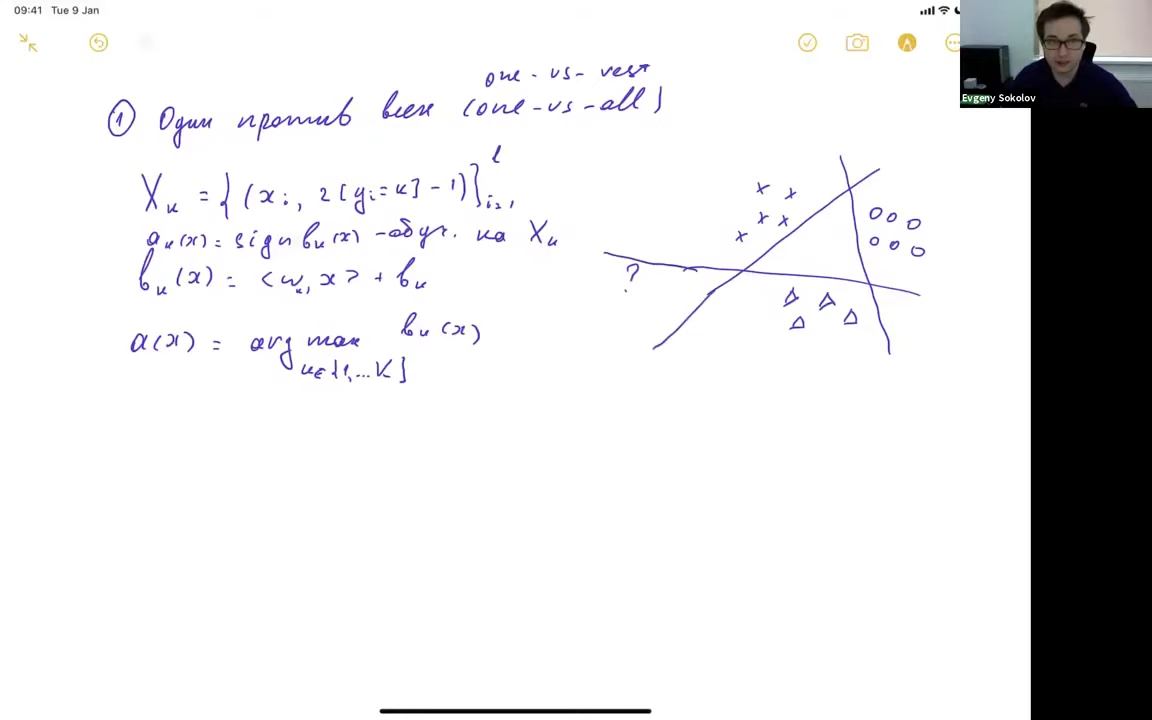 09:41 Tue 9 Jan
Evgeny Sokolov
one-vs-rest
① Один против всех (one-vs-all)
X_k = { (x_i, 2[y_i = k] - 1) }_{i=1}^{l}
a_k(x) = sign b_k(x) - обуч. на X_k
b_k(x) = <w_k, x> + b_k
a(x) = arg max b_k(x)
k∈{1,...K}
?